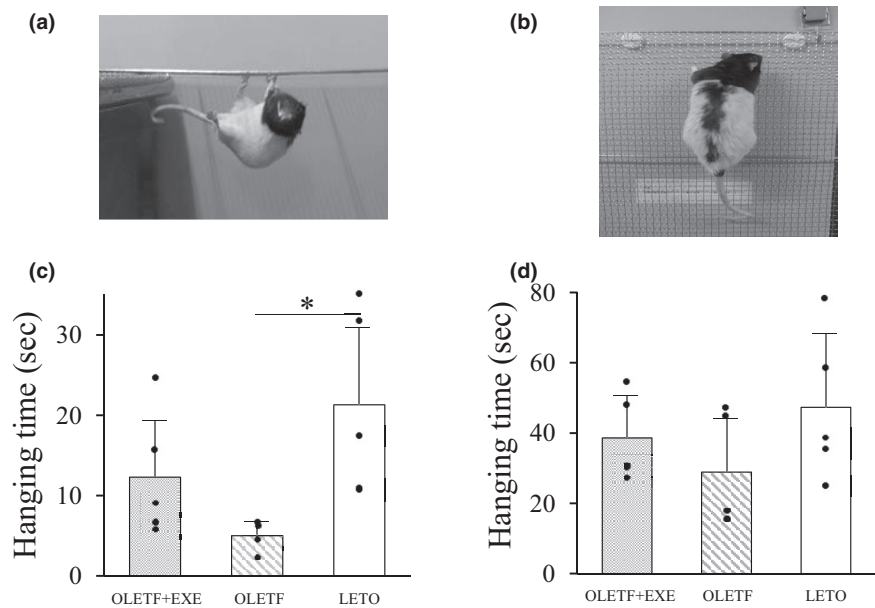 (a)
(b)
(c)
Hanging time (sec)
30
20
10
0
*
OLETF+EXE
OLETF
LETO
(d)
Hanging time (sec)
80
60
40
20
0
OLETF+EXE
OLETF
LETO